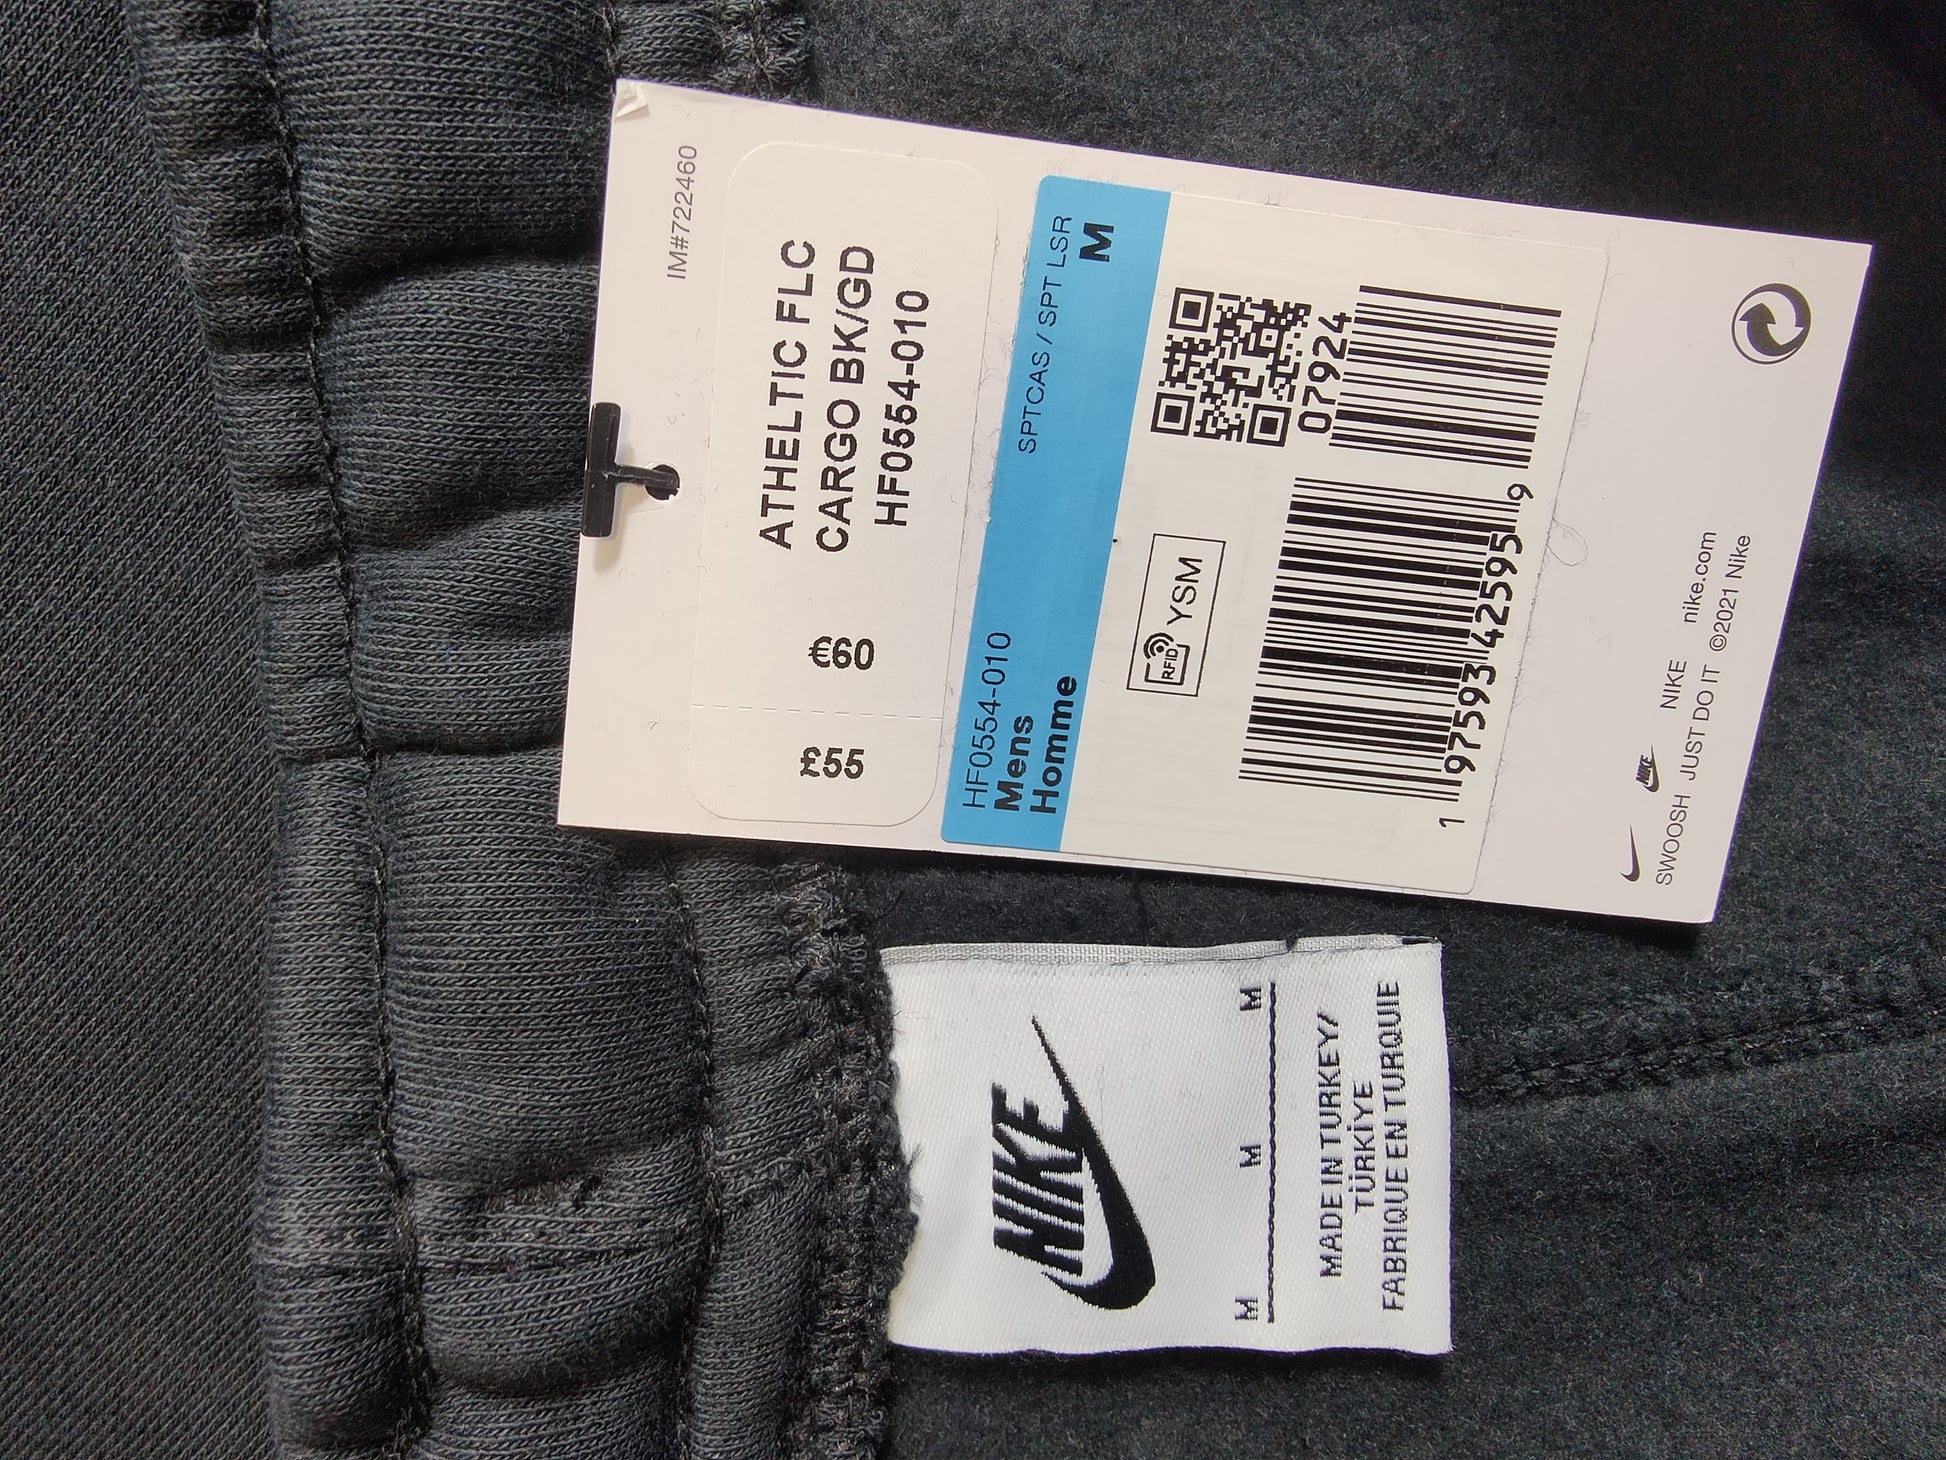 IM#7222460
ATHELTIC FLC
CARGO BK/GD
HF0554-010
£55
€60
HF0554-010
SPTCAS / SPT LSR
Mens
Homme
M
RFID
YSM
07924
1 97593 42595 9
NIKE
SWOOSH NIKE nike.com
JUST DO IT ©2021 Nike
NIKE
M M M
MADE IN TURKEY/
TÜRKİYE
FABRIQUE EN TURQUIE